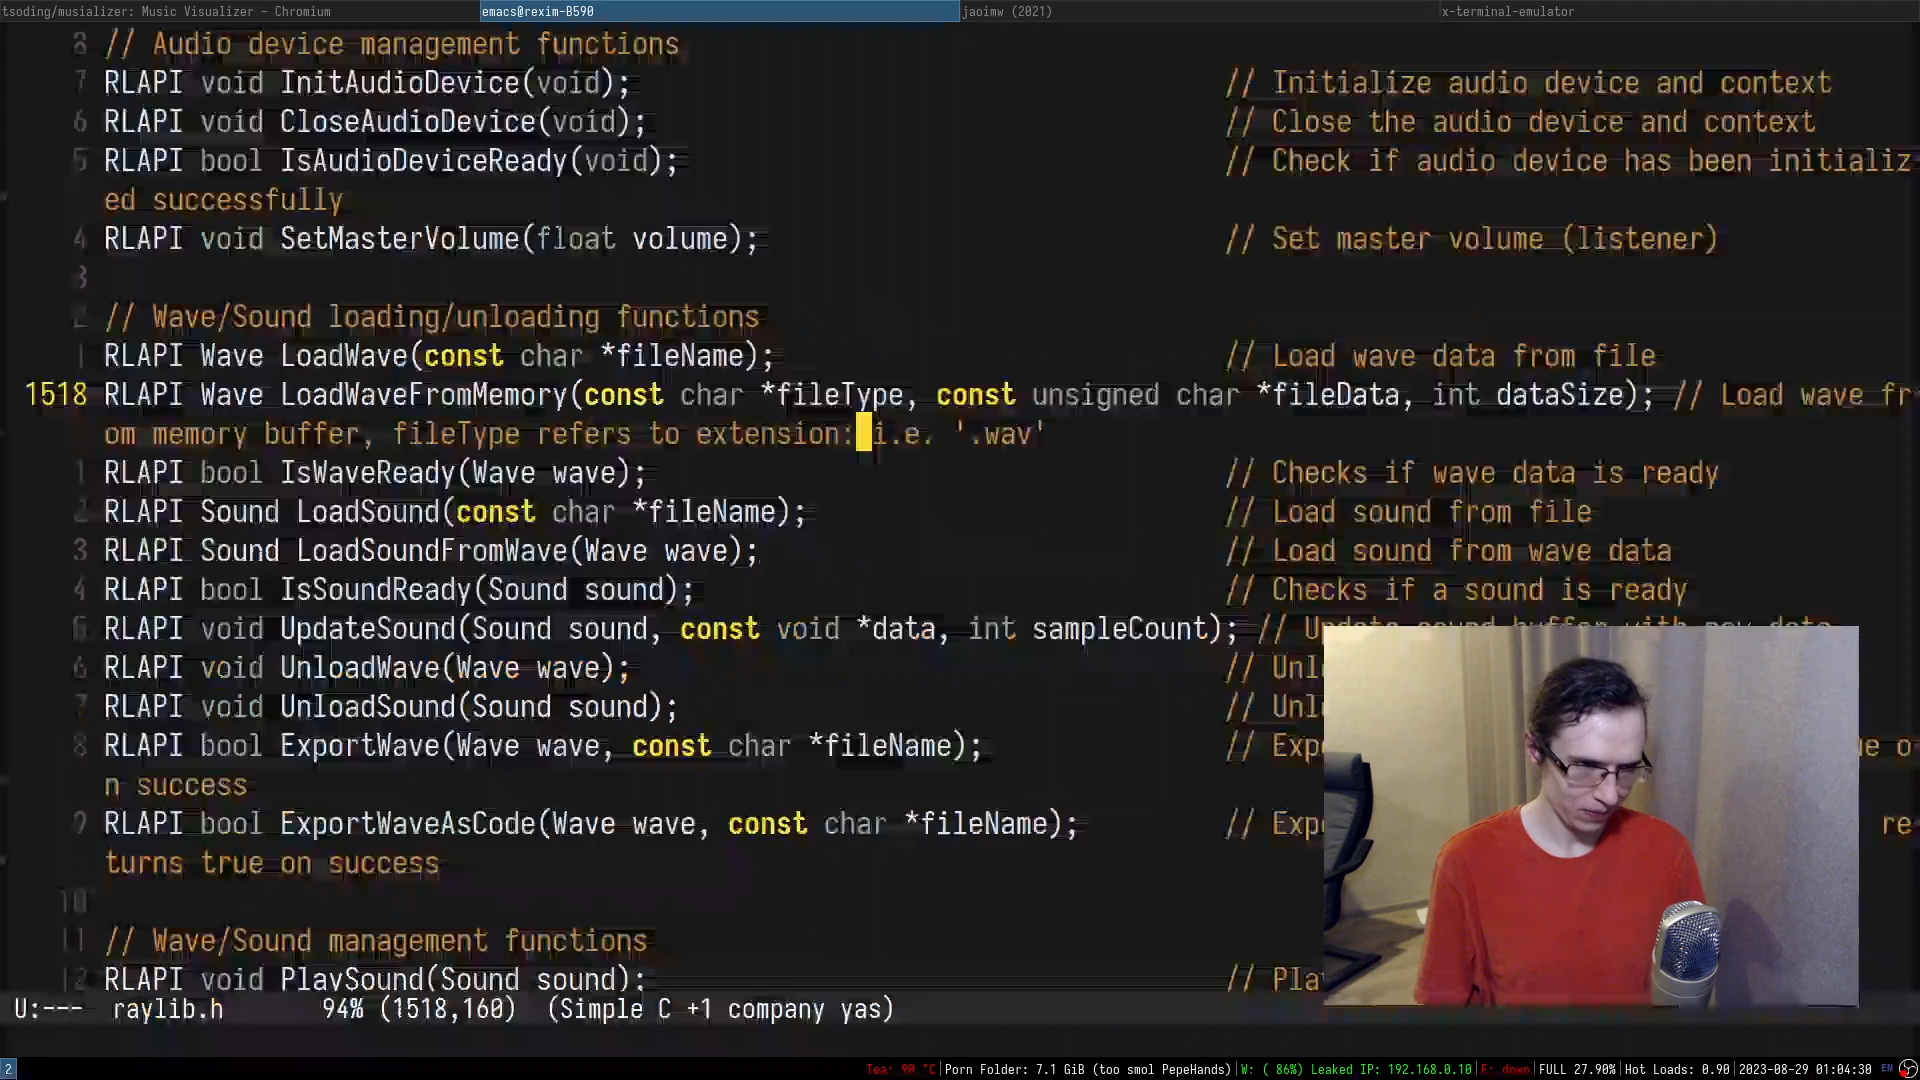 tsoding/musializer: Music Visualizer - Chromium
emacs@rexim-B590
jaoimw (2021)
x-terminal-emulator
8 // Audio device management functions
7 RLAPI void InitAudioDevice(void); // Initialize audio device and context
6 RLAPI void CloseAudioDevice(void); // Close the audio device and context
5 RLAPI bool IsAudioDeviceReady(void); // Check if audio device has been initializ
ed successfully
4 RLAPI void SetMasterVolume(float volume); // Set master volume (listener)
3
2 // Wave/Sound loading/unloading functions
1 RLAPI Wave LoadWave(const char *fileName); // Load wave data from file
1518 RLAPI Wave LoadWaveFromMemory(const char *fileType, const unsigned char *fileData, int dataSize); // Load wave fr
om memory buffer, fileType refers to extension: i.e. '.wav'
1 RLAPI bool IsWaveReady(Wave wave); // Checks if wave data is ready
2 RLAPI Sound LoadSound(const char *fileName); // Load sound from file
3 RLAPI Sound LoadSoundFromWave(Wave wave); // Load sound from wave data
4 RLAPI bool IsSoundReady(Sound sound); // Checks if a sound is ready
5 RLAPI void UpdateSound(Sound sound, const void *data, int sampleCount); // Update sound buffer with new data
6 RLAPI void UnloadWave(Wave wave); // Unl
7 RLAPI void UnloadSound(Sound sound); // Unl
8 RLAPI bool ExportWave(Wave wave, const char *fileName); // Exp ue o
n success
9 RLAPI bool ExportWaveAsCode(Wave wave, const char *fileName); // Exp re
turns true on success
10
11 // Wave/Sound management functions
12 RLAPI void PlaySound(Sound sound); // Pla
U:--- raylib.h 94% (1518,160) (Simple C +1 company yas)
2 Tea: 90 °C|Porn Folder: 7.1 GiB (too smol PepeHands)|W: ( 86%) Leaked IP: 192.168.0.10|E: down|FULL 27.90%|Hot Loads: 0.90|2023-08-29 01:04:30 EN